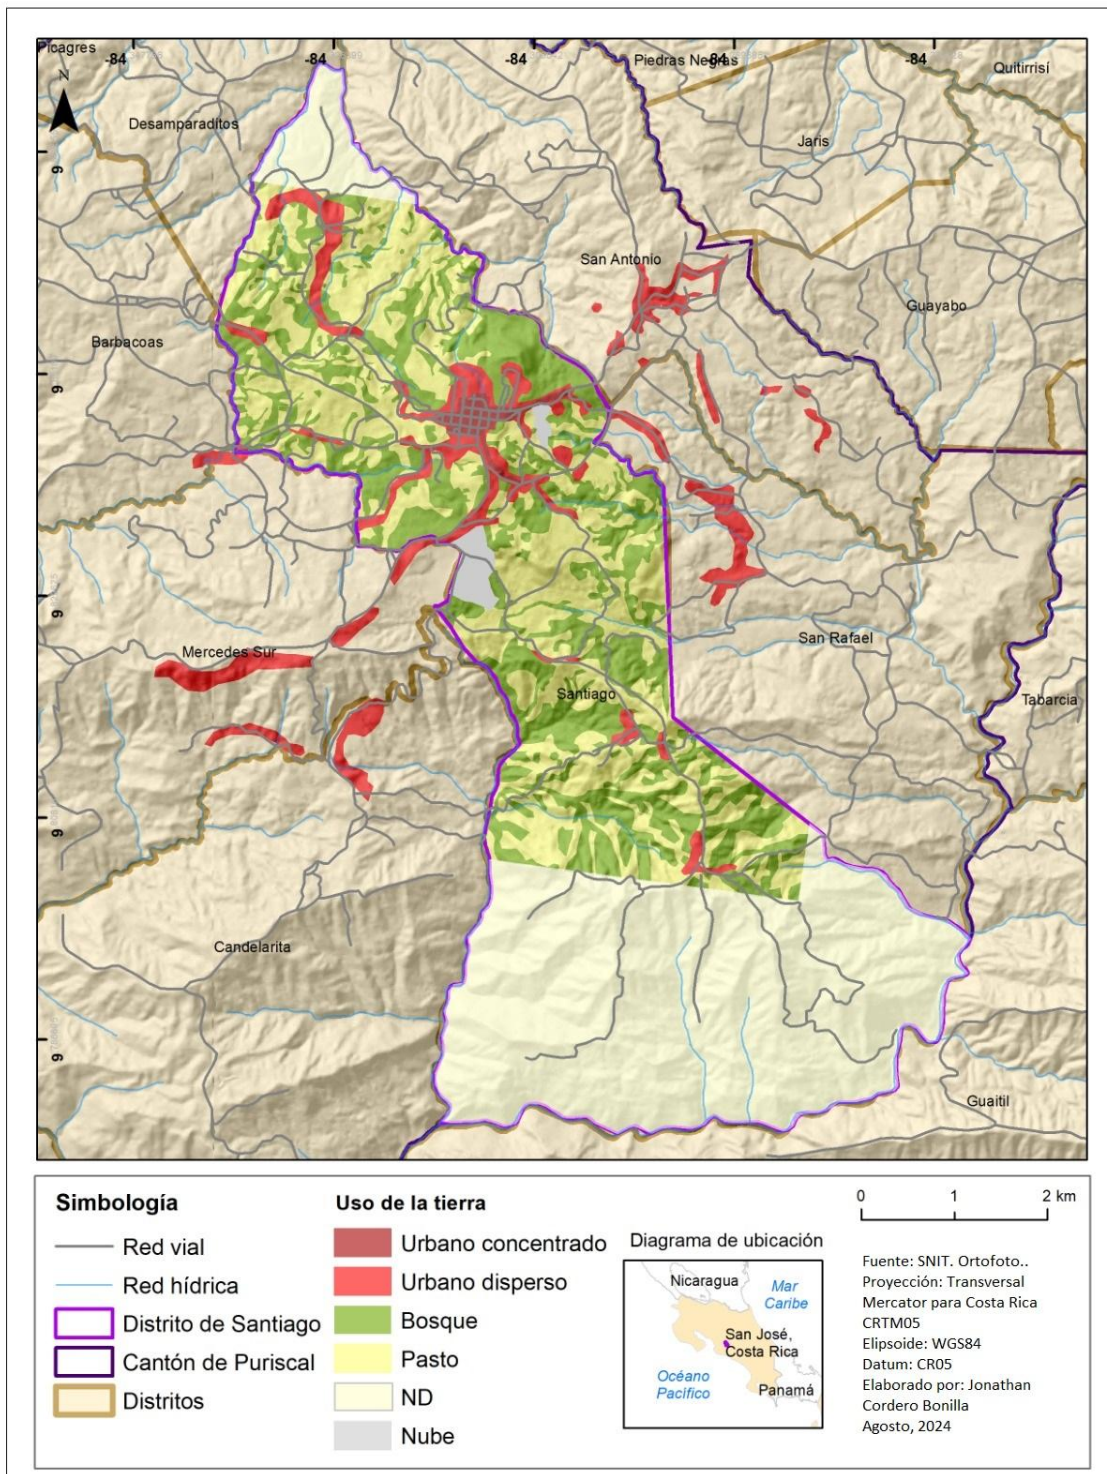 Picagres
-84
-84
-84
-84
-84
Piedras Negras
Quitirrisí
N
Desamparaditos
Jaris
9
San Antonio
Guayabo
Barbacoas
9
9
Mercedes Sur
San Rafael
Santiago
Tabarcia
9
Candelarita
9
Guaitil
Simbología
Red vial
Red hídrica
Distrito de Santiago
Cantón de Puriscal
Distritos
Uso de la tierra
Urbano concentrado
Urbano disperso
Bosque
Pasto
ND
Nube
Diagrama de ubicación
Nicaragua
Mar
Caribe
San José,
Costa Rica
Océano
Pacífico
Panamá
0 1 2 km
Fuente: SNIT. Ortofoto..
Proyección: Transversal
Mercator para Costa Rica
CRTM05
Elipsoide: WGS84
Datum: CR05
Elaborado por: Jonathan
Cordero Bonilla
Agosto, 2024